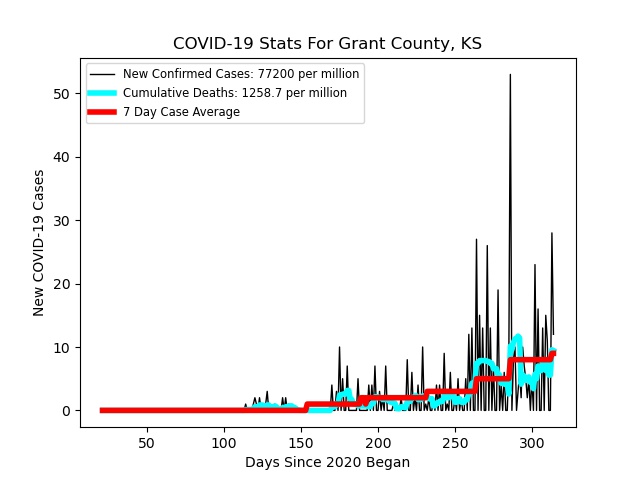 COVID-19 Stats For Grant County, KS
New Confirmed Cases: 77200 per million
Cumulative Deaths: 1258.7 per million
7 Day Case Average
New COVID-19 Cases
50
40
30
20
10
0
50 100 150 200 250 300
Days Since 2020 Began